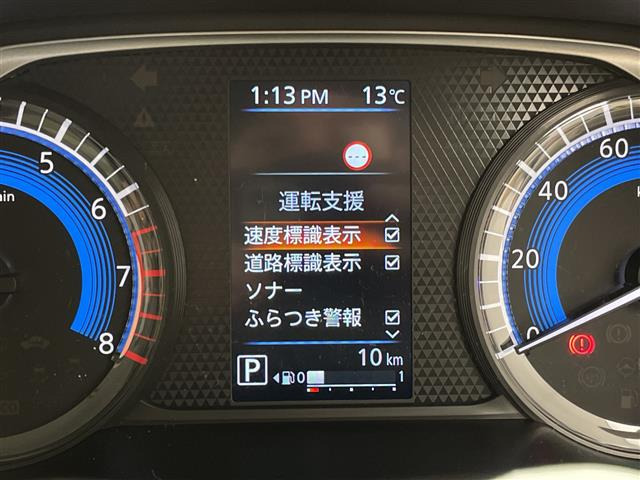 1:13 PM 13℃
---
運転支援
速度標識表示
道路標識表示
ソナー
ふらつき警報
10 km
P 0 1
5
6
7
8
60
40
20
0